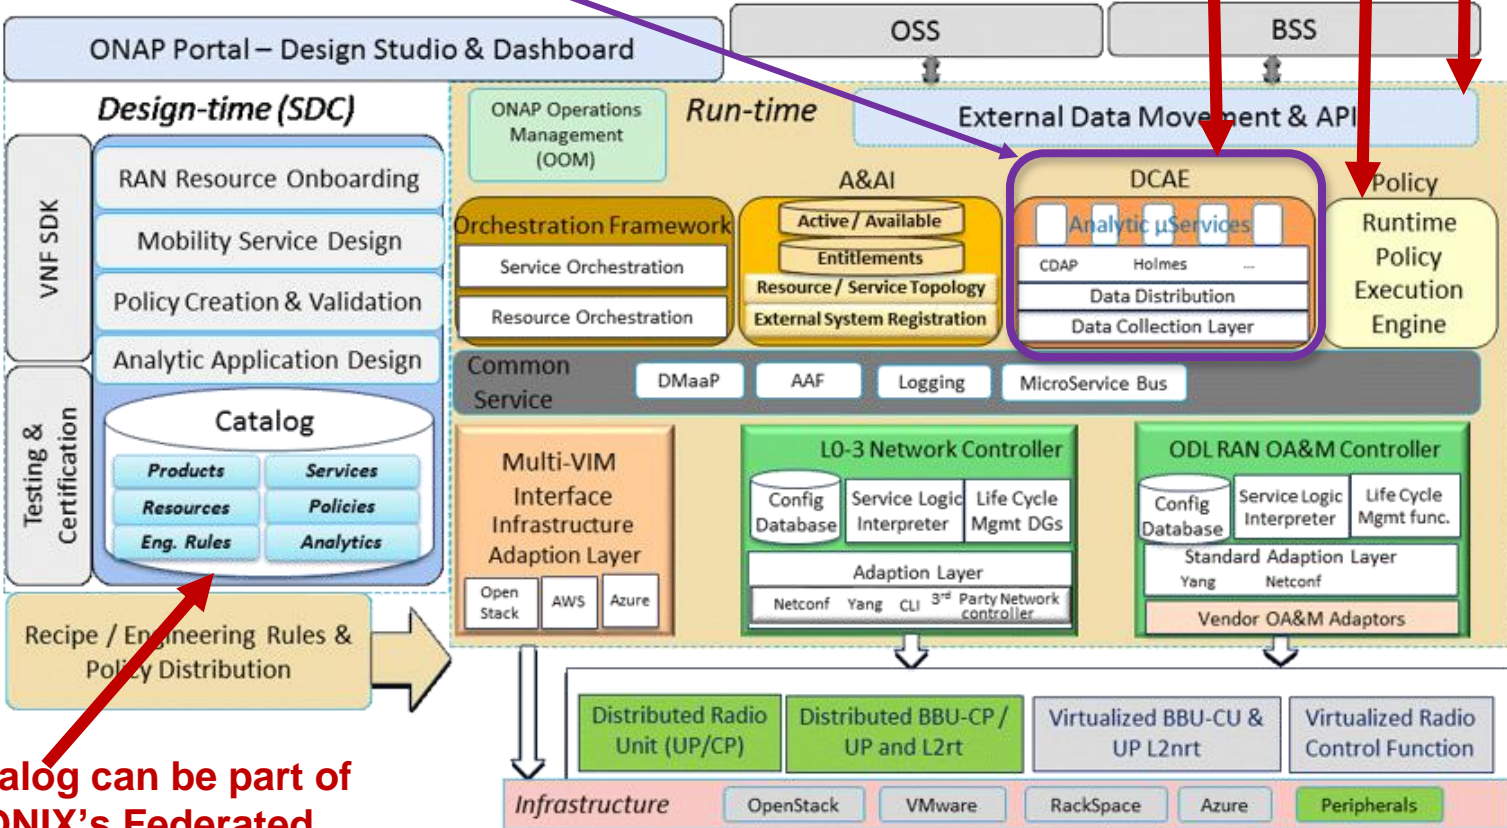 ONAP Portal – Design Studio & Dashboard
OSS
BSS
Design-time (SDC)
VNF SDK
Testing &
Certification
RAN Resource Onboarding
Mobility Service Design
Policy Creation & Validation
Analytic Application Design
Catalog
Products
Services
Resources
Policies
Eng. Rules
Analytics
Recipe / Engineering Rules &
Policy Distribution
alog can be part of
ONIX's Federated
ONAP Operations
Management
(OOM)
Run-time
External Data Movement & API
Orchestration Framework
Service Orchestration
Resource Orchestration
A&AI
Active / Available
Entitlements
Resource / Service Topology
External System Registration
DCAE
Analytic µServices
CDAP Holmes ...
Data Distribution
Data Collection Layer
Policy
Runtime
Policy
Execution
Engine
Common
Service
DMaaP
AAF
Logging
MicroService Bus
Multi-VIM
Interface
Infrastructure
Adaption Layer
Open
Stack
AWS
Azure
L0-3 Network Controller
Config
Database
Service Logic
Interpreter
Life Cycle
Mgmt DGs
Adaption Layer
Netconf Yang CLI 3rd Party Network
controller
ODL RAN OA&M Controller
Config
Database
Service Logic
Interpreter
Life Cycle
Mgmt func.
Standard Adaption Layer
Yang Netconf
Vendor OA&M Adaptors
Distributed Radio
Unit (UP/CP)
Distributed BBU-CP /
UP and L2rt
Virtualized BBU-CU &
UP L2nrt
Virtualized Radio
Control Function
Infrastructure
OpenStack
VMware
RackSpace
Azure
Peripherals